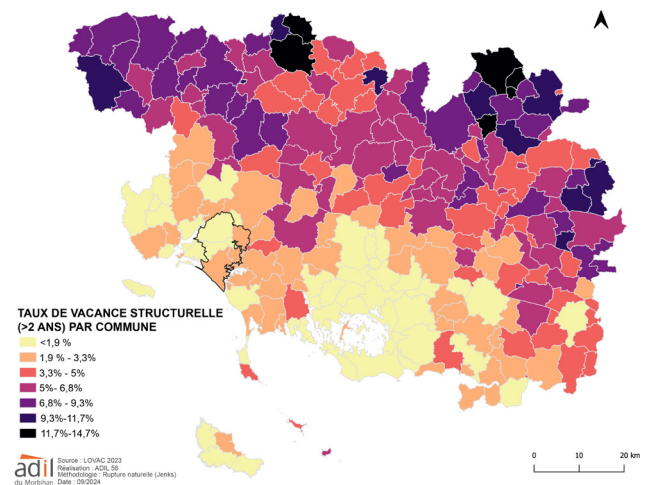 TAUX DE VACANCE STRUCTURELLE
(>2 ANS) PAR COMMUNE
<1,9 %
1,9 % - 3,3%
3,3% - 5%
5%- 6,8%
6,8% - 9,3%
9,3%-11,7%
11,7%-14,7%
adil
du Morbihan
Source : LOVAC 2023
Réalisation : ADIL 56
Méthodologie : Rupture naturelle (Jenks)
Date : 09/2024
0 10 20 km